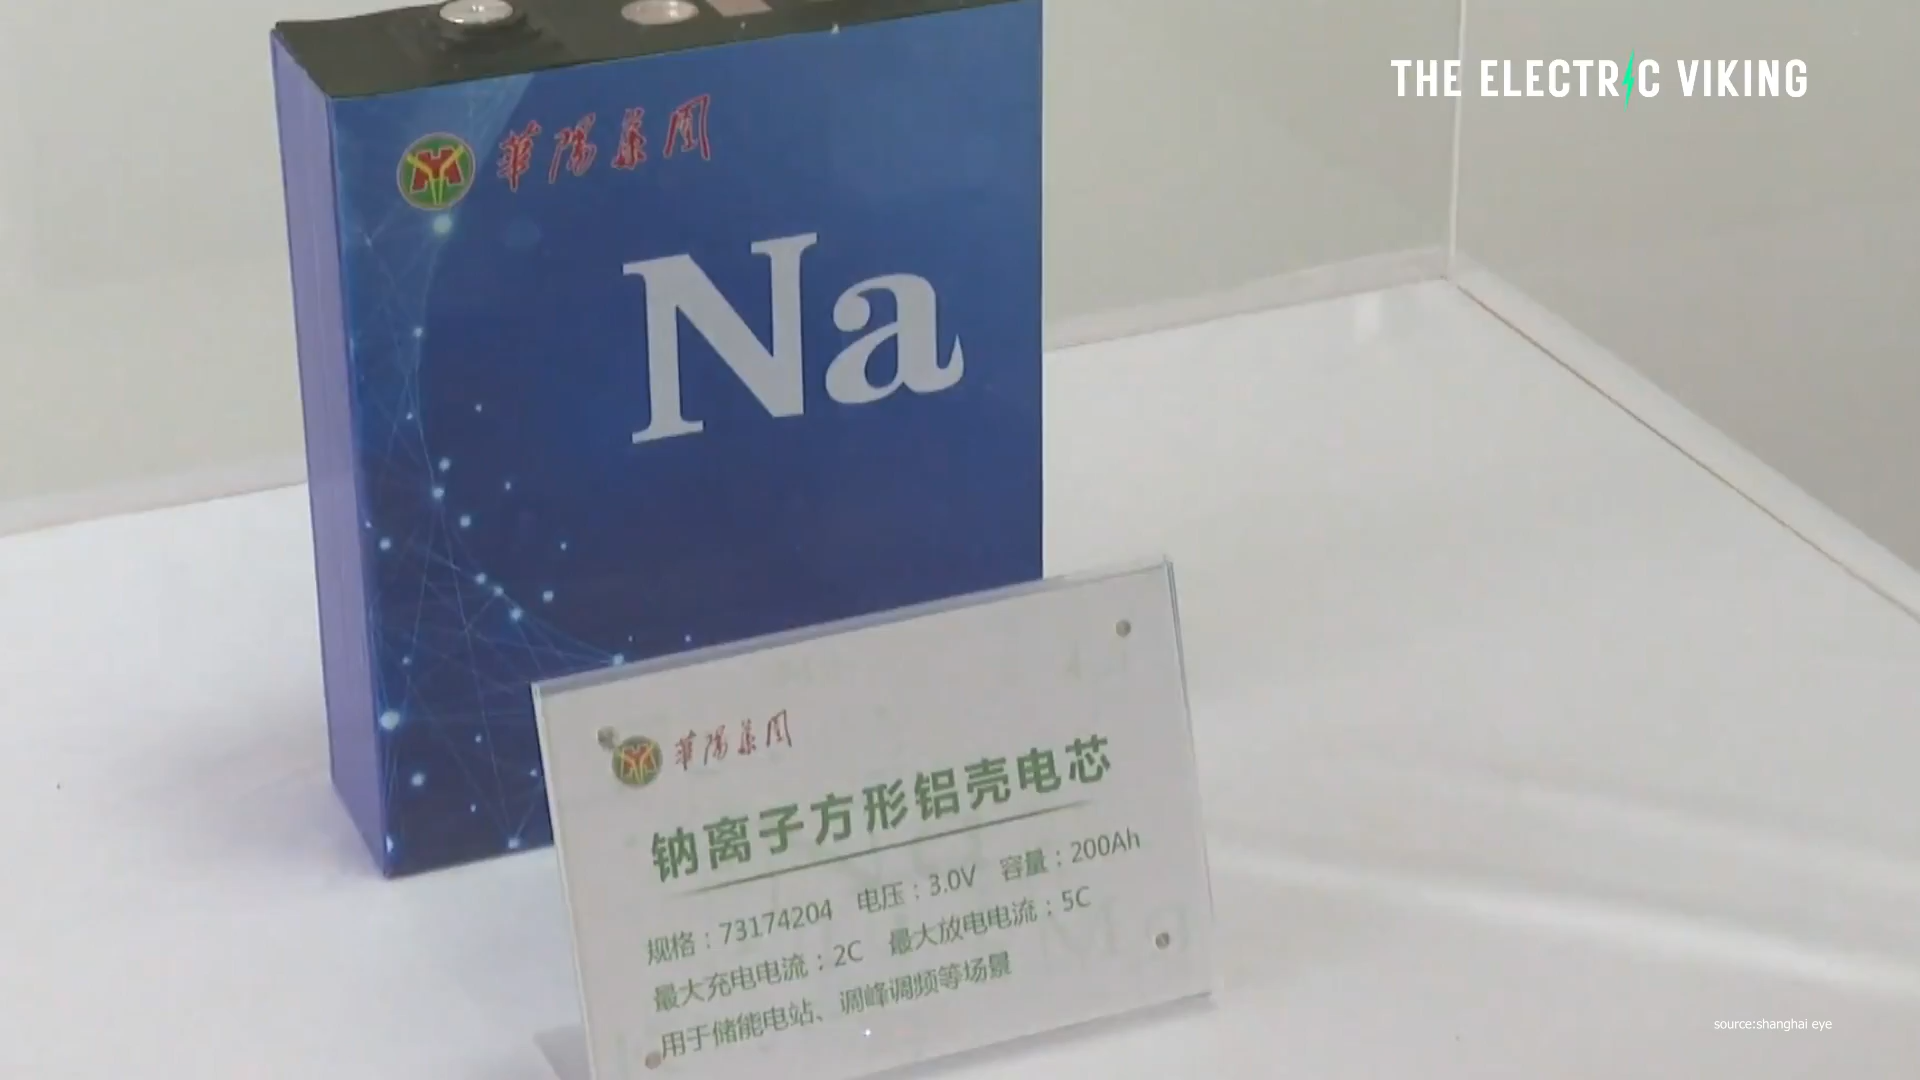 THE ELECTRIC VIKING
華陽集團
Na
華陽集團
钠离子方形铝壳电芯
规格：73174204 电压：3.0V 容量：200Ah
最大充电电流：2C 最大放电电流：5C
用于储能电站、调峰调频等场景
source:shanghai eye